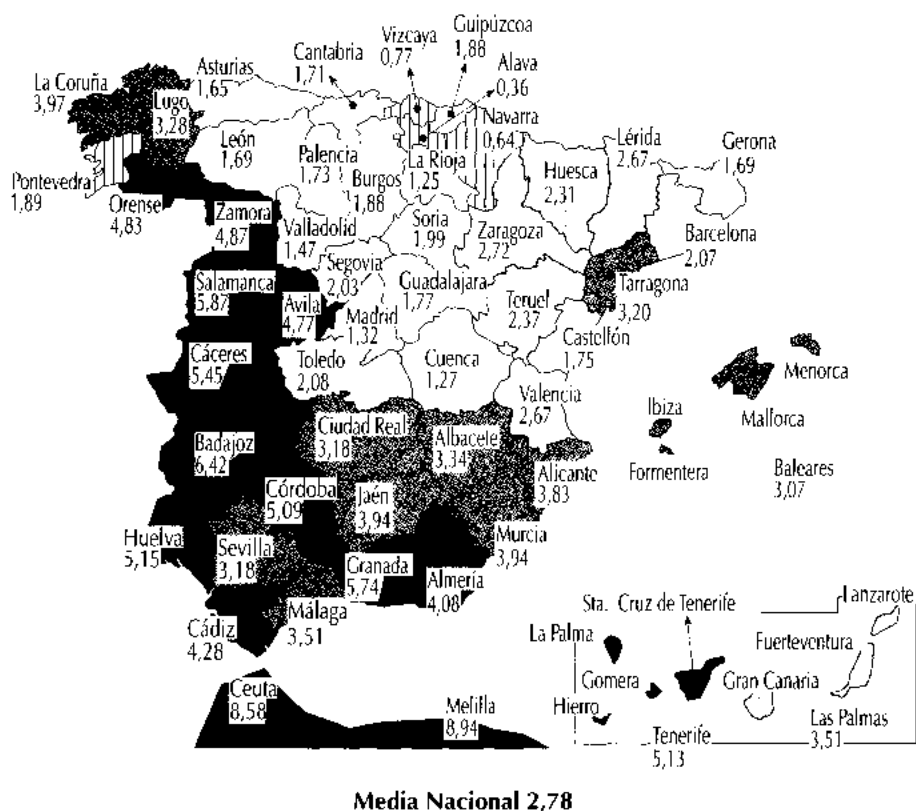 Vizcaya
0,77
Guipúzcoa
1,88
Cantabria
1,71
Alava
0,36
Asturias
1,65
La Coruña
3,97
Lugo
3,28
Navarra
0,64
Lérida
2,67
Gerona
1,69
León
1,69
Palencia
1,73
La Rioja
1,25
Huesca
2,31
Pontevedra
1,89
Orense
4,83
Burgos
1,88
Zamora
4,87
Valladolid
1,47
Soria
1,99
Zaragoza
2,72
Barcelona
2,07
Segovia
2,03
Salamanca
5,87
Avila
4,77
Guadalajara
1,77
Teruel
2,37
Tarragona
3,20
Madrid
1,32
Castellón
1,75
Cáceres
5,45
Toledo
2,08
Cuenca
1,27
Valencia
2,67
Menorca
Mallorca
Ibiza
Formentera
Baleares
3,07
Ciudad Real
3,18
Albacete
3,34
Badajoz
6,42
Alicante
3,83
Córdoba
5,09
Jaén
3,94
Huelva
5,15
Sevilla
3,18
Murcia
3,94
Granada
5,74
Almería
4,08
Cádiz
4,28
Málaga
3,51
Sta. Cruz de Tenerife
Lanzarote
La Palma
Fuerteventura
Gomera
Gran Canaria
Hierro
Las Palmas
3,51
Tenerife
5,13
Ceuta
8,58
Melilla
8,94
Media Nacional 2,78